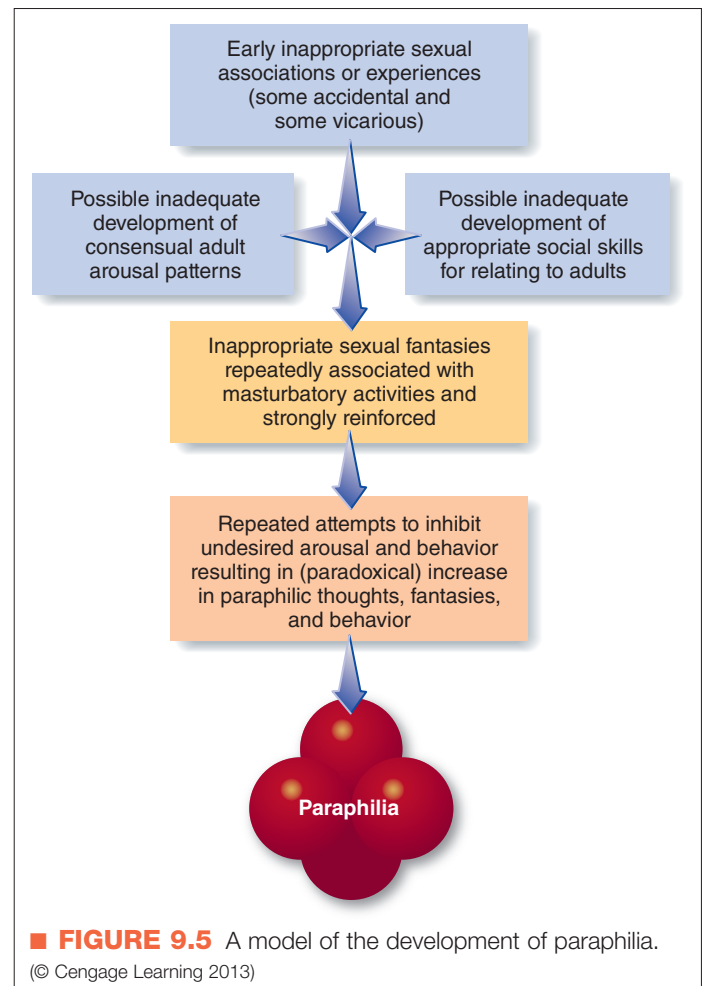 Early inappropriate sexual
associations or experiences
(some accidental and
some vicarious)
Possible inadequate
development of
consensual adult
arousal patterns
Possible inadequate
development of
appropriate social skills
for relating to adults
Inappropriate sexual fantasies
repeatedly associated with
masturbatory activities and
strongly reinforced
Repeated attempts to inhibit
undesired arousal and behavior
resulting in (paradoxical) increase
in paraphilic thoughts, fantasies,
and behavior
Paraphilia
■ FIGURE 9.5 A model of the development of paraphilia.
(© Cengage Learning 2013)